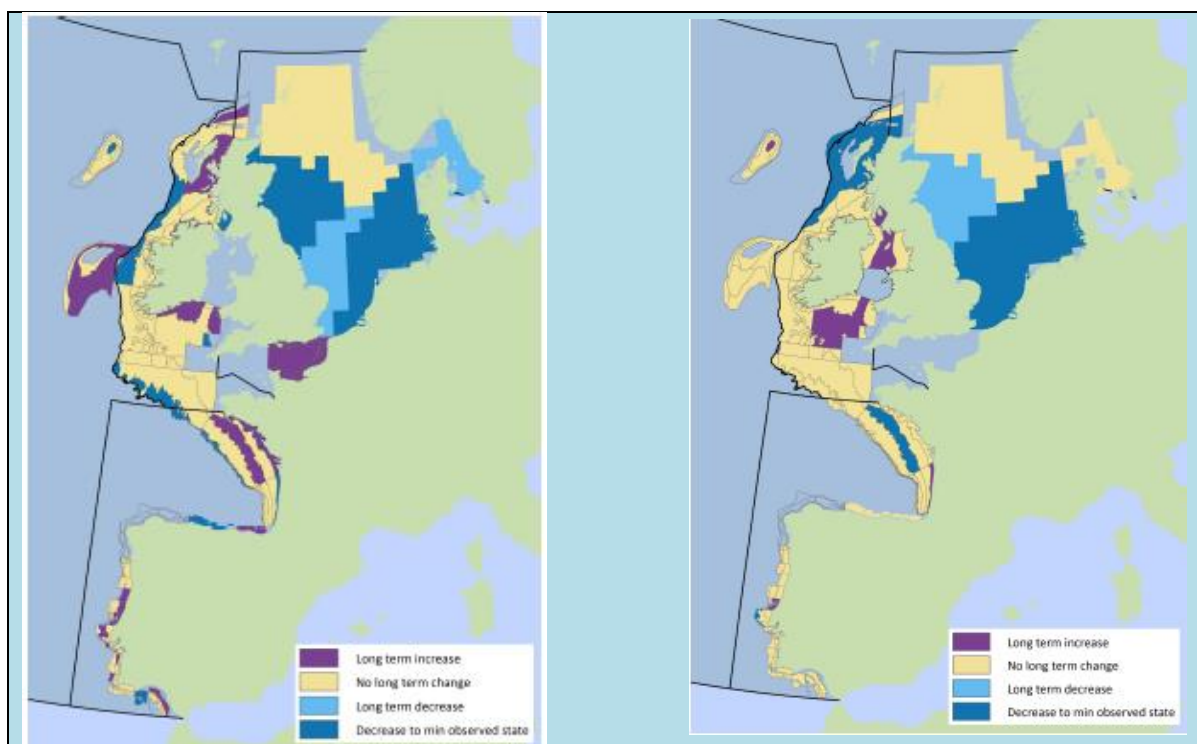 Long term increase
No long term change
Long term decrease
Decrease to min observed state
Long term increase
No long term change
Long term decrease
Decrease to min observed state